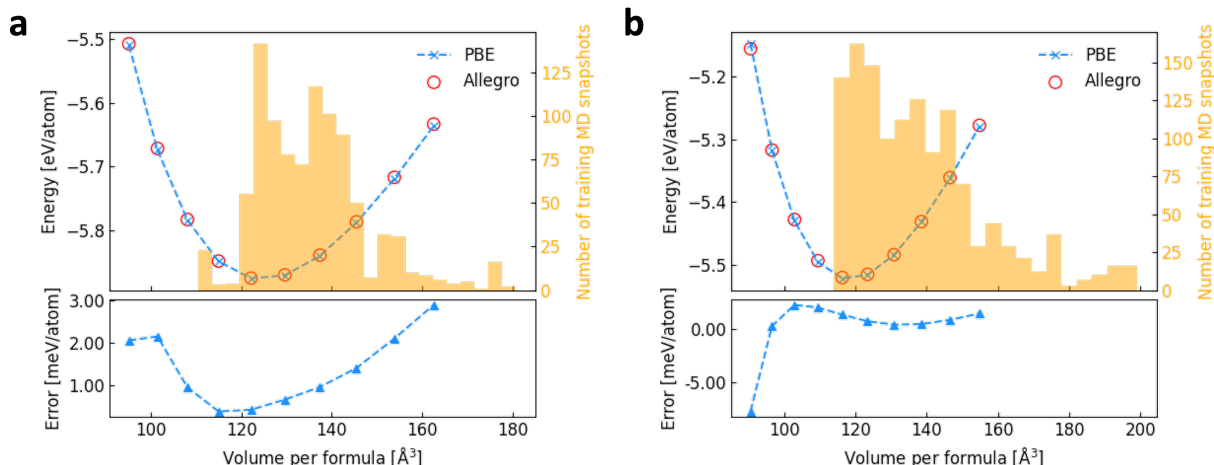 a
−5.5
−5.6
−5.7
−5.8
Energy [eV/atom]
PBE
Allegro
125
100
75
50
25
0
Number of training MD snapshots
3.00
2.00
1.00
Error [meV/atom]
100
120
140
160
180
Volume per formula [Å³]
b
−5.2
−5.3
−5.4
−5.5
Energy [eV/atom]
PBE
Allegro
150
125
100
75
50
25
0
Number of training MD snapshots
0.00
-5.00
Error [meV/atom]
100
120
140
160
180
200
Volume per formula [Å³]